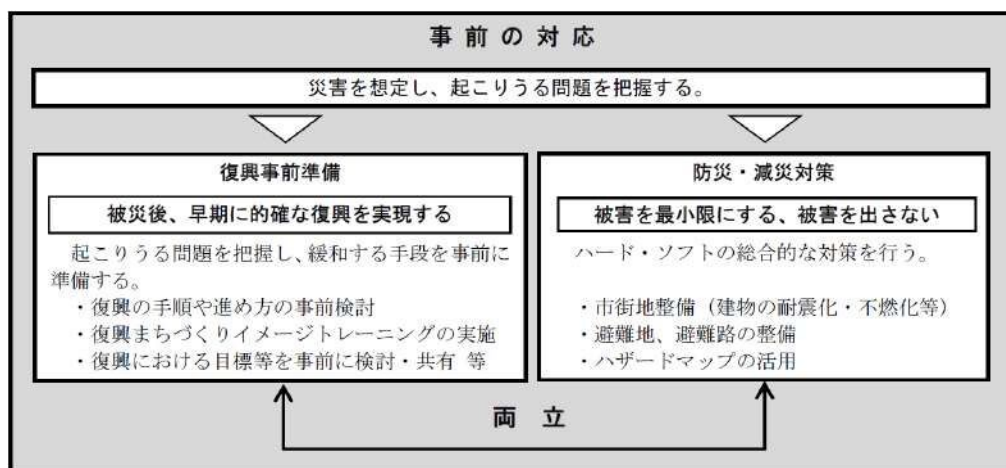 事前の対応
災害を想定し、起こりうる問題を把握する。
復興事前準備
被災後、早期に的確な復興を実現する
起こりうる問題を把握し、緩和する手段を事前に
準備する。
・復興の手順や進め方の事前検討
・復興まちづくりイメージトレーニングの実施
・復興における目標等を事前に検討・共有 等
防災・減災対策
被害を最小限にする、被害を出さない
ハード・ソフトの総合的な対策を行う。
・市街地整備（建物の耐震化・不燃化等）
・避難地、避難路の整備
・ハザードマップの活用
両 立